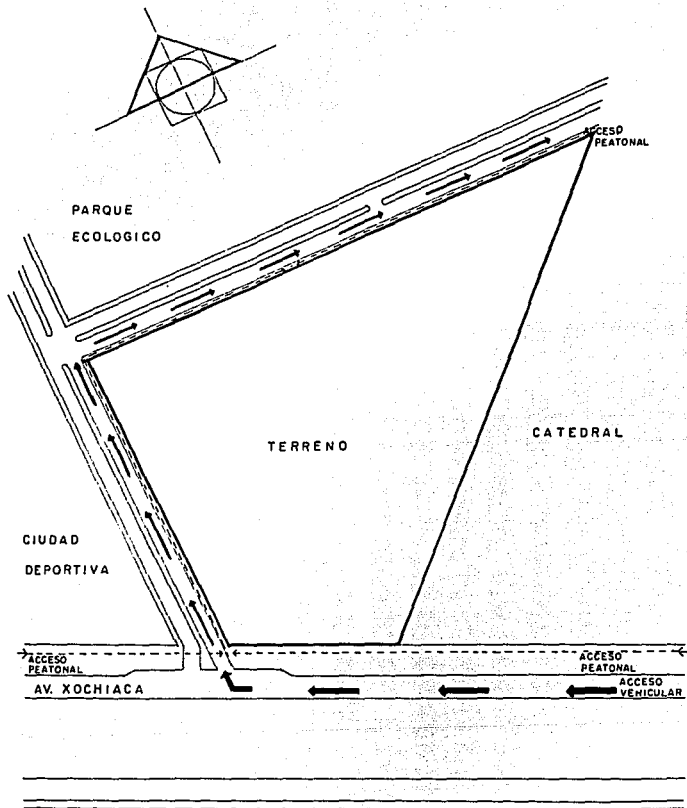 ACCESO
PEATONAL
PARQUE
ECOLOGICO
TERRENO
CATEDRAL
CIUDAD
DEPORTIVA
ACCESO
PEATONAL
ACCESO
PEATONAL
AV. XOCHIACA
ACCESO
VEHICULAR